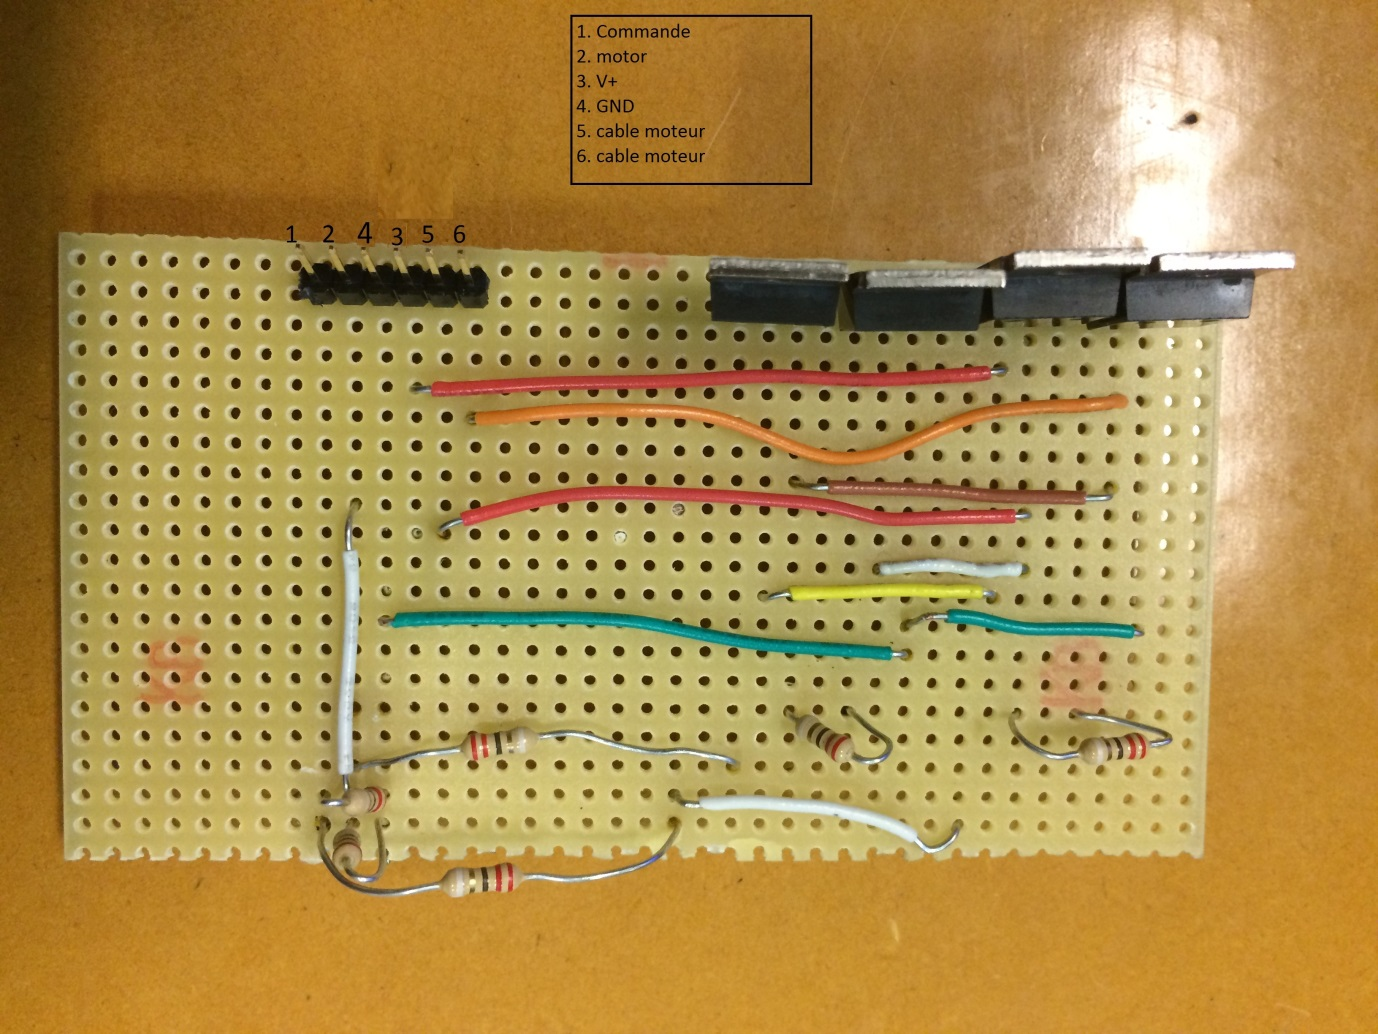 1. Commande
2. motor
3. V+
4. GND
5. cable moteur
6. cable moteur
1 2 4 3 5 6